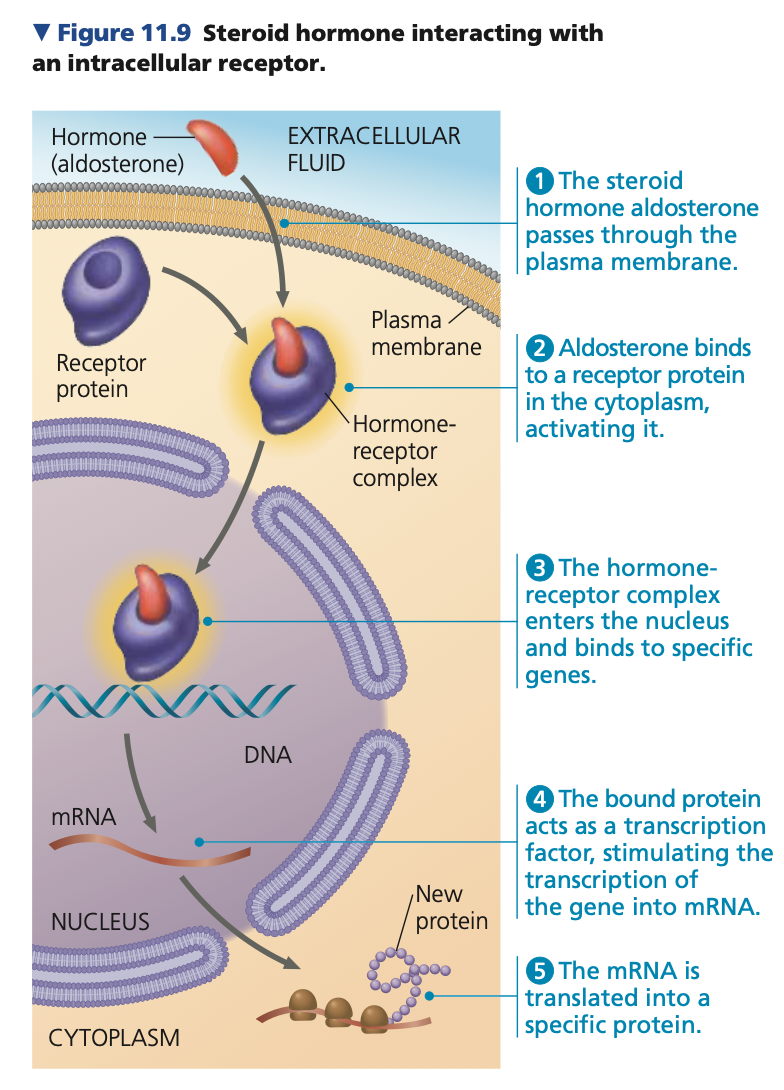 ▼ Figure 11.9 Steroid hormone interacting with
an intracellular receptor.
Hormone
(aldosterone)
EXTRACELLULAR
FLUID
1 The steroid
hormone aldosterone
passes through the
plasma membrane.
Receptor
protein
Plasma
membrane
2 Aldosterone binds
to a receptor protein
in the cytoplasm,
activating it.
Hormone-
receptor
complex
3 The hormone-
receptor complex
enters the nucleus
and binds to specific
genes.
DNA
mRNA
4 The bound protein
acts as a transcription
factor, stimulating the
transcription of
the gene into mRNA.
NUCLEUS
New
protein
5 The mRNA is
translated into a
specific protein.
CYTOPLASM